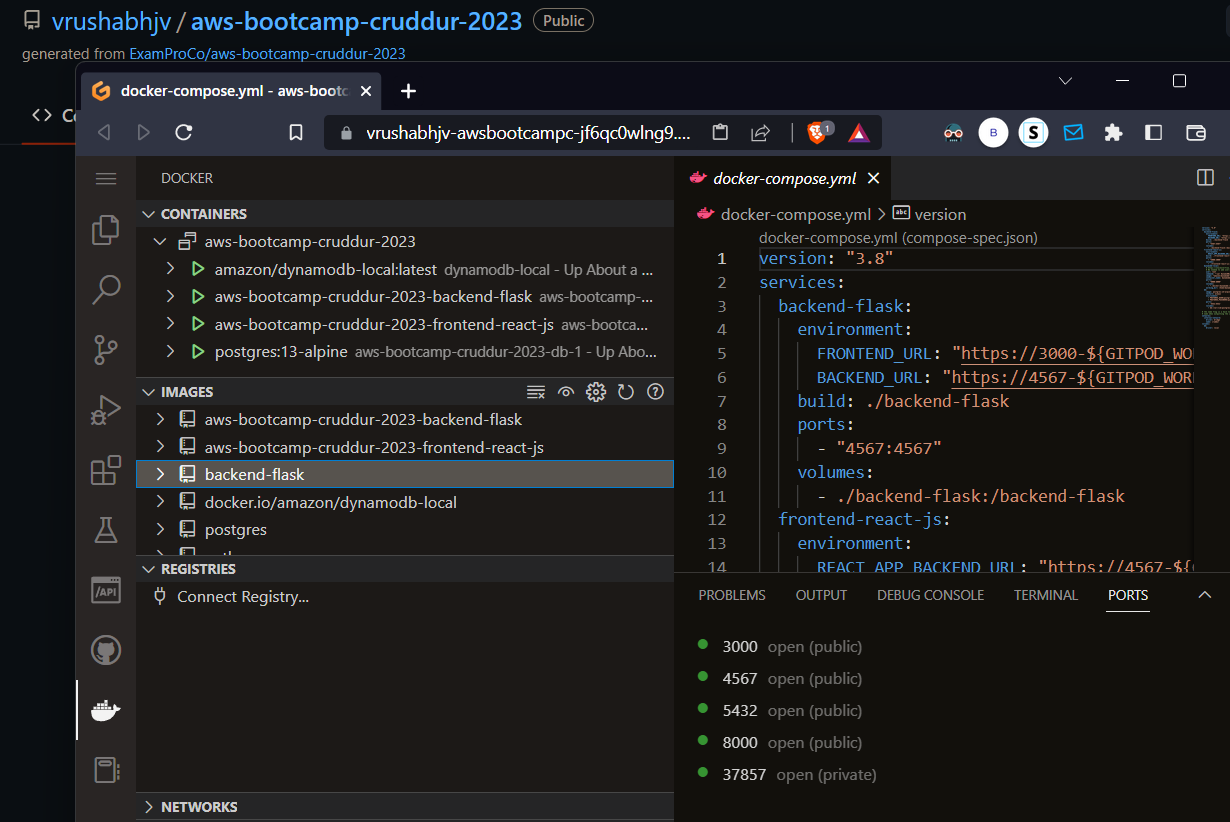 vrushabhjv / aws-bootcamp-cruddur-2023 Public
generated from ExamProCo/aws-bootcamp-cruddur-2023
docker-compose.yml - aws-bootc
vrushabhjv-awsbootcampc-jf6qc0wlng9....
1
B
S
DOCKER
CONTAINERS
aws-bootcamp-cruddur-2023
amazon/dynamodb-local:latest dynamodb-local - Up About a ...
aws-bootcamp-cruddur-2023-backend-flask aws-bootcamp-...
aws-bootcamp-cruddur-2023-frontend-react-js aws-bootca...
postgres:13-alpine aws-bootcamp-cruddur-2023-db-1 - Up Abo...
IMAGES
aws-bootcamp-cruddur-2023-backend-flask
aws-bootcamp-cruddur-2023-frontend-react-js
backend-flask
docker.io/amazon/dynamodb-local
postgres
REGISTRIES
Connect Registry...
NETWORKS
/API
docker-compose.yml
docker-compose.yml > abc version
docker-compose.yml (compose-spec.json)
1 version: "3.8"
2 services:
3 backend-flask:
4 environment:
5 FRONTEND_URL: "https://3000-${GITPOD_WO
6 BACKEND_URL: "https://4567-${GITPOD_WOR
7 build: ./backend-flask
8 ports:
9 - "4567:4567"
10 volumes:
11 - ./backend-flask:/backend-flask
12 frontend-react-js:
13 environment:
14 REACT_APP_BACKEND_URL: "https://4567-${
PROBLEMS OUTPUT DEBUG CONSOLE TERMINAL PORTS
3000 open (public)
4567 open (public)
5432 open (public)
8000 open (public)
37857 open (private)